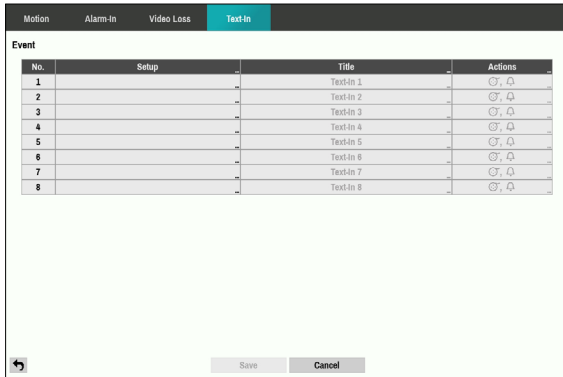 Motion Alarm-In Video Loss Text-In
Event
No. Setup ... Title ... Actions ...
1 ... Text-In 1 ... , ...
2 ... Text-In 2 ... , ...
3 ... Text-In 3 ... , ...
4 ... Text-In 4 ... , ...
5 ... Text-In 5 ... , ...
6 ... Text-In 6 ... , ...
7 ... Text-In 7 ... , ...
8 ... Text-In 8 ... , ...
Save Cancel